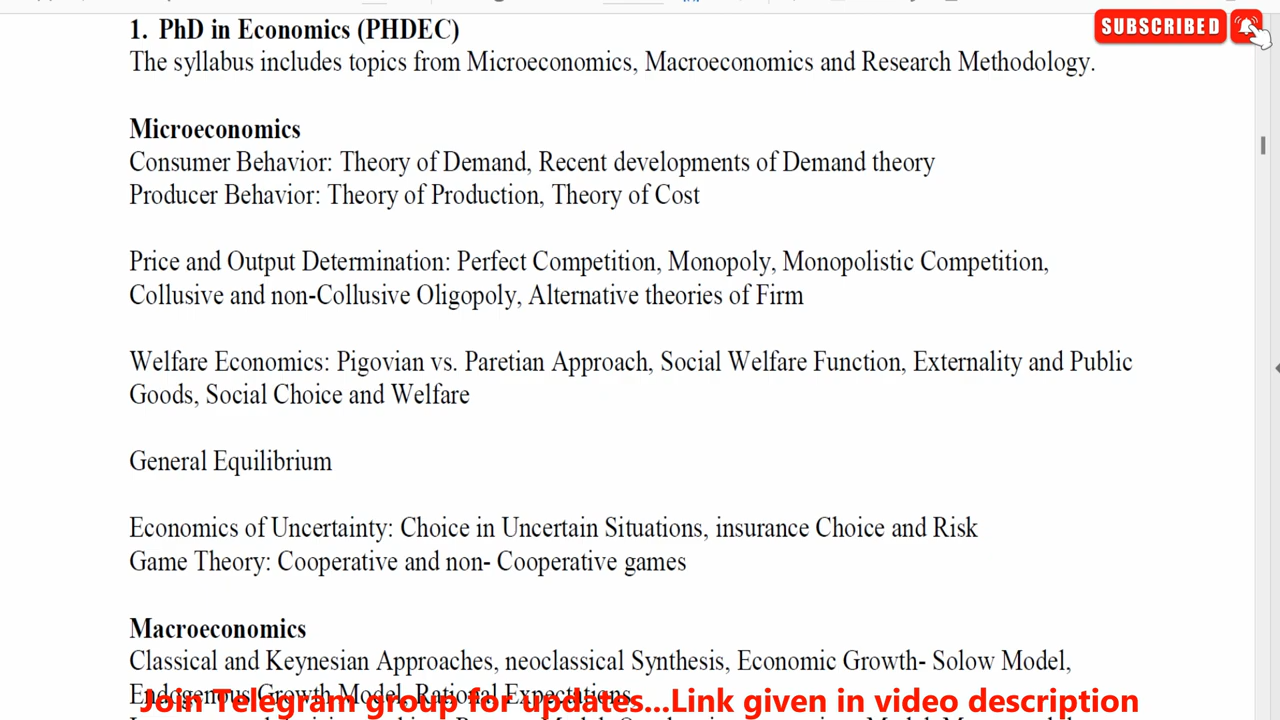 1. PhD in Economics (PHDEC)
SUBSCRIBED
The syllabus includes topics from Microeconomics, Macroeconomics and Research Methodology.
Microeconomics
Consumer Behavior: Theory of Demand, Recent developments of Demand theory
Producer Behavior: Theory of Production, Theory of Cost
Price and Output Determination: Perfect Competition, Monopoly, Monopolistic Competition,
Collusive and non-Collusive Oligopoly, Alternative theories of Firm
Welfare Economics: Pigovian vs. Paretian Approach, Social Welfare Function, Externality and Public
Goods, Social Choice and Welfare
General Equilibrium
Economics of Uncertainty: Choice in Uncertain Situations, insurance Choice and Risk
Game Theory: Cooperative and non- Cooperative games
Macroeconomics
Classical and Keynesian Approaches, neoclassical Synthesis, Economic Growth- Solow Model,
Endogenous Growth Model, Rational Expectations
Join Telegram group for updates...Link given in video description